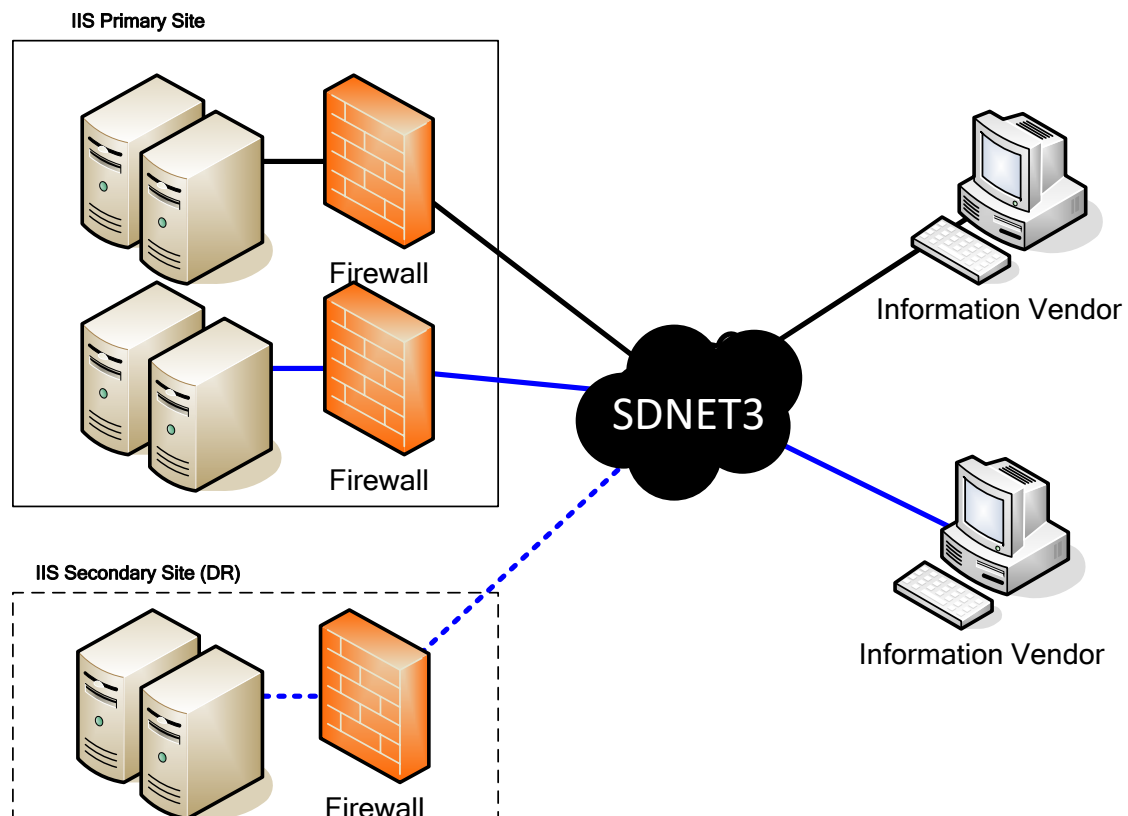 IIS Primary Site
Firewall
Information Vendor
SDNET3
Firewall
IIS Secondary Site (DR)
Information Vendor
Firewall